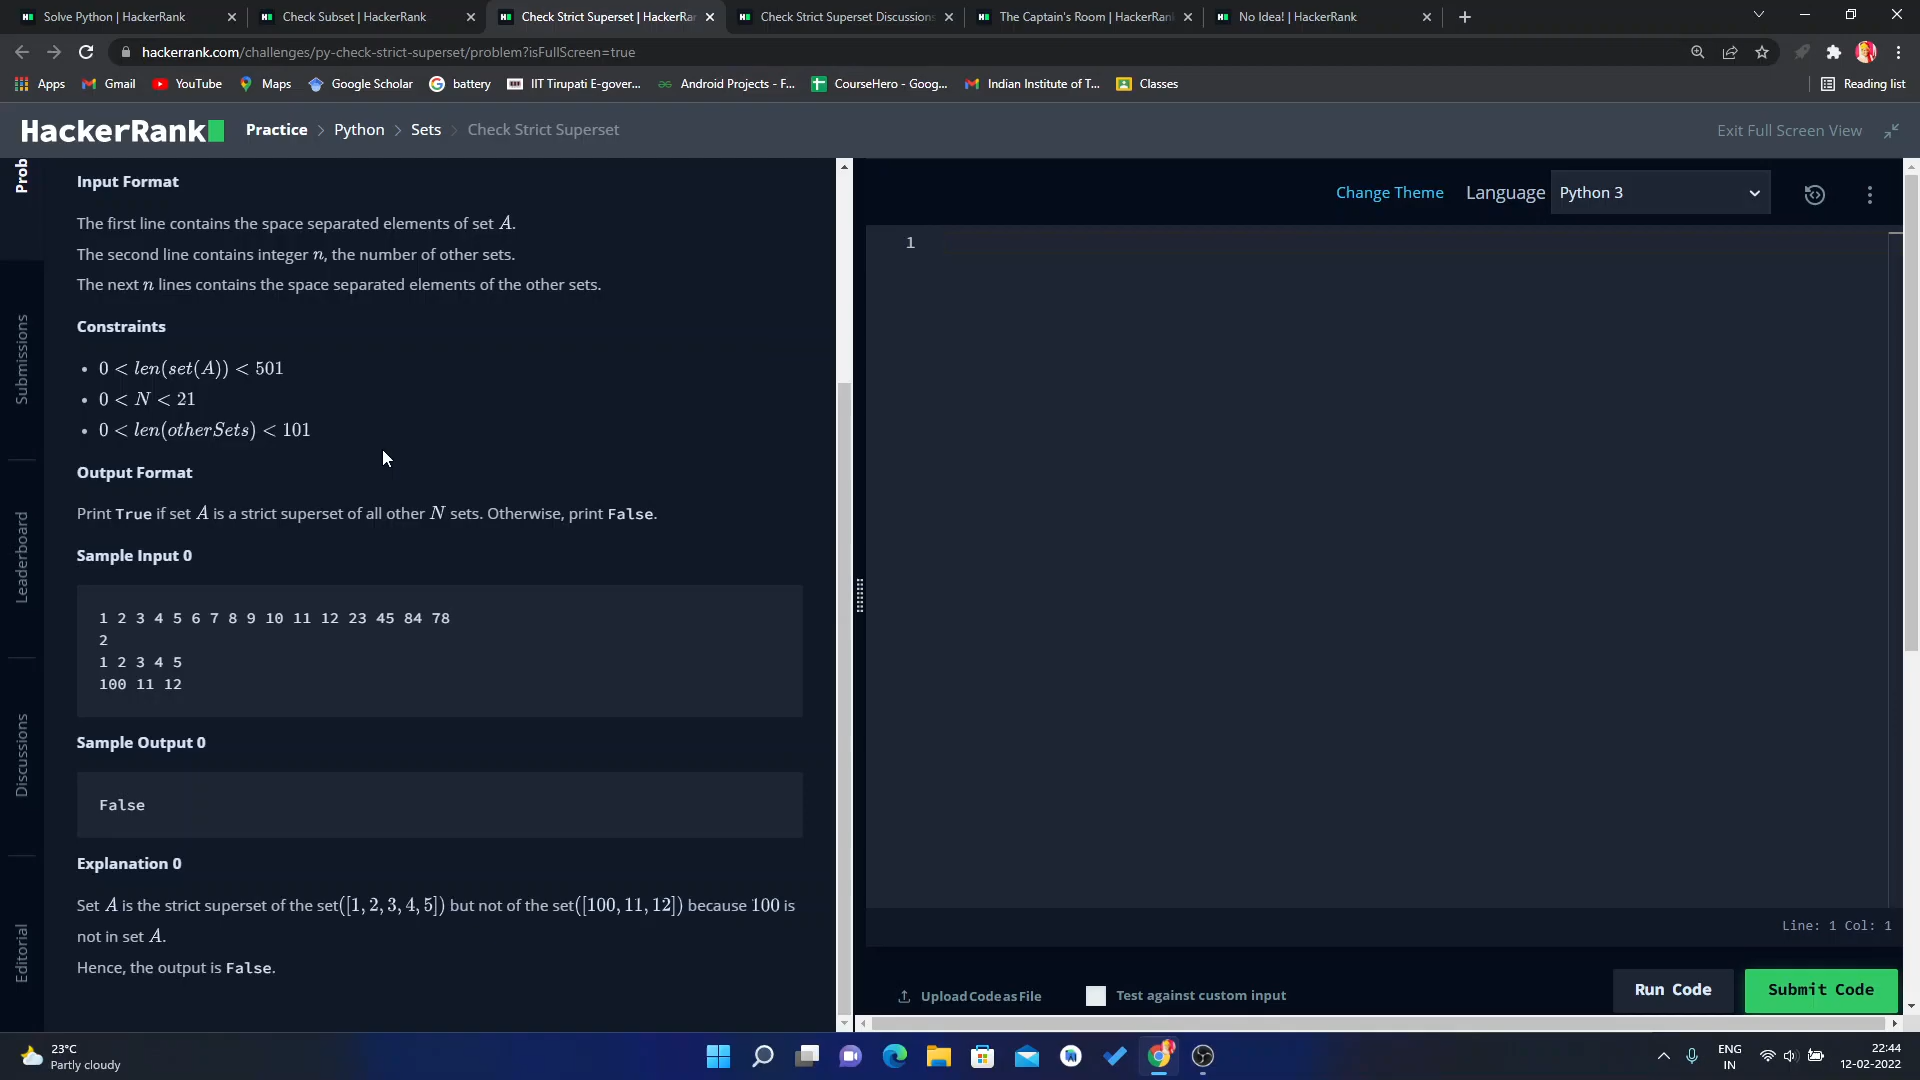 Solve Python | HackerRank
Check Subset | HackerRank
Check Strict Superset | HackerRan
Check Strict Superset Discussions
The Captain's Room | HackerRank
No Idea! | HackerRank
hackerrank.com/challenges/py-check-strict-superset/problem?isFullScreen=true
Apps
Gmail
YouTube
Maps
Google Scholar
battery
IIT Tirupati E-gover...
Android Projects - F...
CourseHero - Goog...
Indian Institute of T...
Classes
Reading list
HackerRank
Practice > Python > Sets > Check Strict Superset
Exit Full Screen View
Prob
Submissions
Leaderboard
Discussions
Editorial
Input Format
The first line contains the space separated elements of set A.
The second line contains integer n, the number of other sets.
The next n lines contains the space separated elements of the other sets.
Constraints
• 0 < len(set(A)) < 501
• 0 < N < 21
• 0 < len(otherSets) < 101
Output Format
Print True if set A is a strict superset of all other N sets. Otherwise, print False.
Sample Input 0
1 2 3 4 5 6 7 8 9 10 11 12 23 45 84 78
2
1 2 3 4 5
100 11 12
Sample Output 0
False
Explanation 0
Set A is the strict superset of the set([1, 2, 3, 4, 5]) but not of the set([100, 11, 12]) because 100 is
not in set A.
Hence, the output is False.
Change Theme
Language
Python 3
1
Line: 1 Col: 1
Upload Code as File
Test against custom input
Run Code
Submit Code
23°C
Partly cloudy
ENG
IN
22:44
12-02-2022